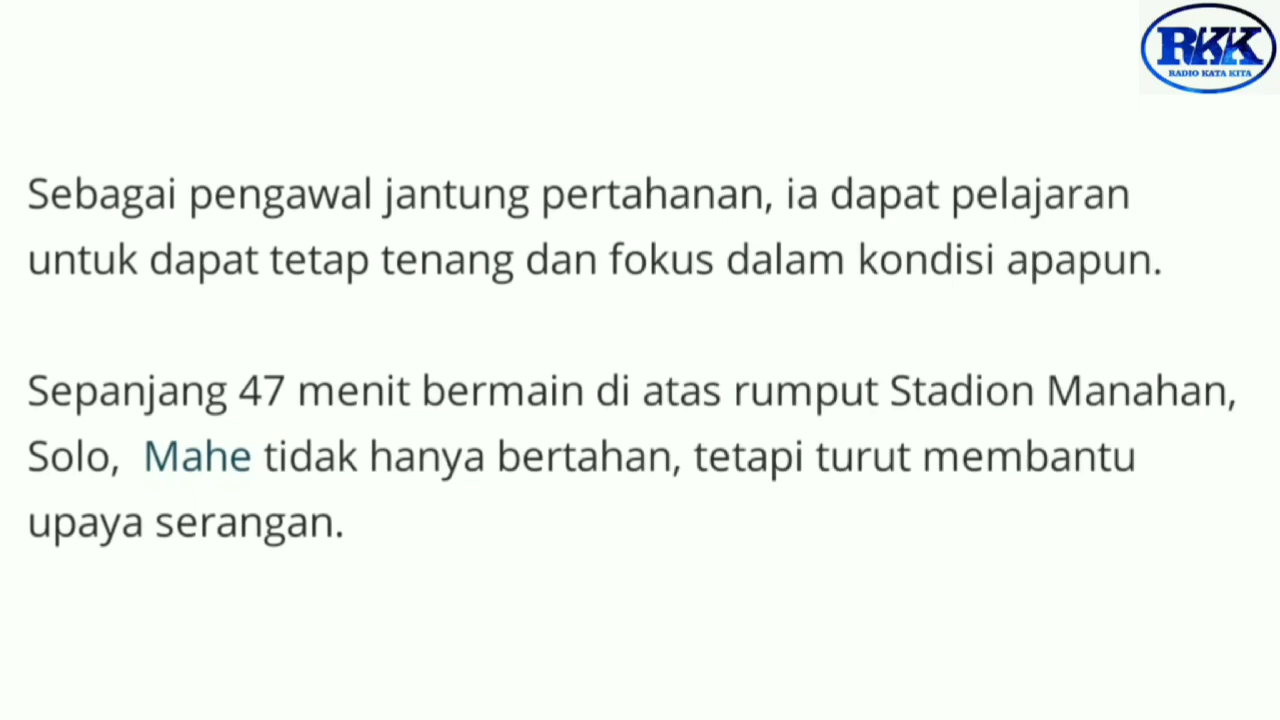 RKK
RADIO KATA KITA
Sebagai pengawal jantung pertahanan, ia dapat pelajaran
untuk dapat tetap tenang dan fokus dalam kondisi apapun.
Sepanjang 47 menit bermain di atas rumput Stadion Manahan,
Solo, Mahe tidak hanya bertahan, tetapi turut membantu
upaya serangan.